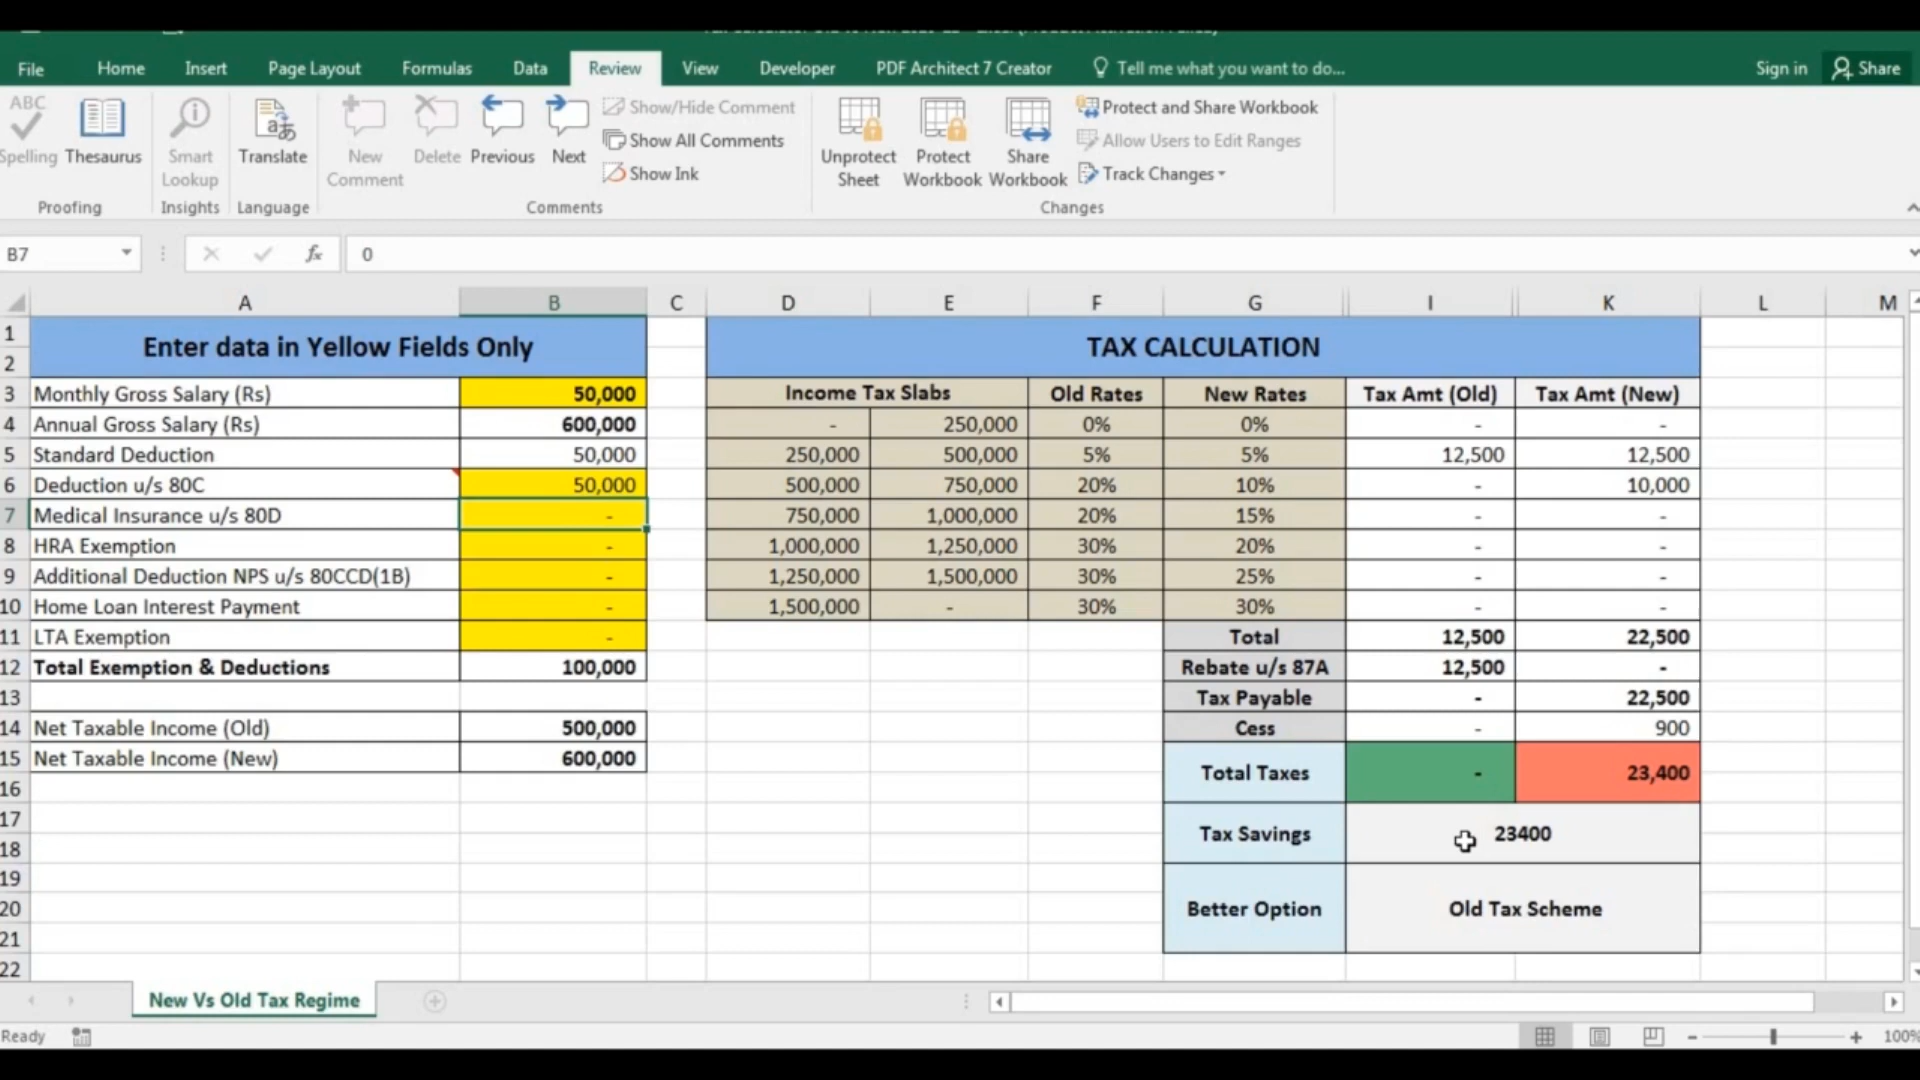 File Home Insert Page Layout Formulas Data Review View Developer PDF Architect 7 Creator Tell me what you want to do... Sign in Share
ABC
Spelling Thesaurus Smart Lookup Translate New Comment Delete Previous Next
Show/Hide Comment
Show All Comments
Show Ink
Unprotect Sheet Protect Workbook Share Workbook
Protect and Share Workbook
Allow Users to Edit Ranges
Track Changes
Proofing Insights Language Comments Changes
B7 fx 0
A B C D E F G I K L M
1 Enter data in Yellow Fields Only TAX CALCULATION
2
3 Monthly Gross Salary (Rs) 50,000 Income Tax Slabs Old Rates New Rates Tax Amt (Old) Tax Amt (New)
4 Annual Gross Salary (Rs) 600,000 - 250,000 0% 0% - -
5 Standard Deduction 50,000 250,000 500,000 5% 5% 12,500 12,500
6 Deduction u/s 80C 50,000 500,000 750,000 20% 10% - 10,000
7 Medical Insurance u/s 80D - 750,000 1,000,000 20% 15% - -
8 HRA Exemption - 1,000,000 1,250,000 30% 20% - -
9 Additional Deduction NPS u/s 80CCD(1B) - 1,250,000 1,500,000 30% 25% - -
10 Home Loan Interest Payment - 1,500,000 - 30% 30% - -
11 LTA Exemption - Total 12,500 22,500
12 Total Exemption & Deductions 100,000 Rebate u/s 87A 12,500 -
13 Tax Payable - 22,500
14 Net Taxable Income (Old) 500,000 Cess - 900
15 Net Taxable Income (New) 600,000 Total Taxes - 23,400
16
17 Tax Savings 23400
18
19
20 Better Option Old Tax Scheme
21
22
New Vs Old Tax Regime
Ready 100%